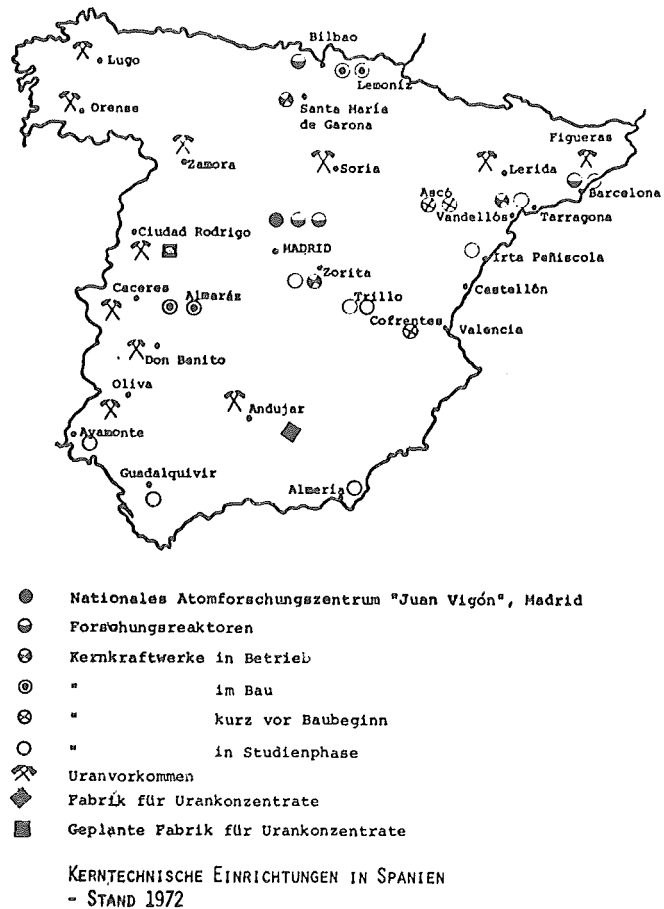 Bilbao
Lugo
Lemoniz
Orense
Santa María
de Garona
Figueras
Zamora
Soria
Lerida
Ascó
Barcelona
Vandellós
Tarragona
Ciudad Rodrigo
MADRID
Irta Peñiscola
Zorita
Caceres
Almaráz
Trillo
Castellón
Cofrentes
Valencia
Don Benito
Oliva
Andujar
Ayamonte
Guadalquivir
Almería
Nationales Atomforschungszentrum "Juan Vigón", Madrid
Forschungsreaktoren
Kernkraftwerke in Betrieb
" im Bau
" kurz vor Baubeginn
" in Studienphase
Uranvorkommen
Fabrik für Urankonzentrate
Geplante Fabrik für Urankonzentrate
KERNTECHNISCHE EINRICHTUNGEN IN SPANIEN
- STAND 1972